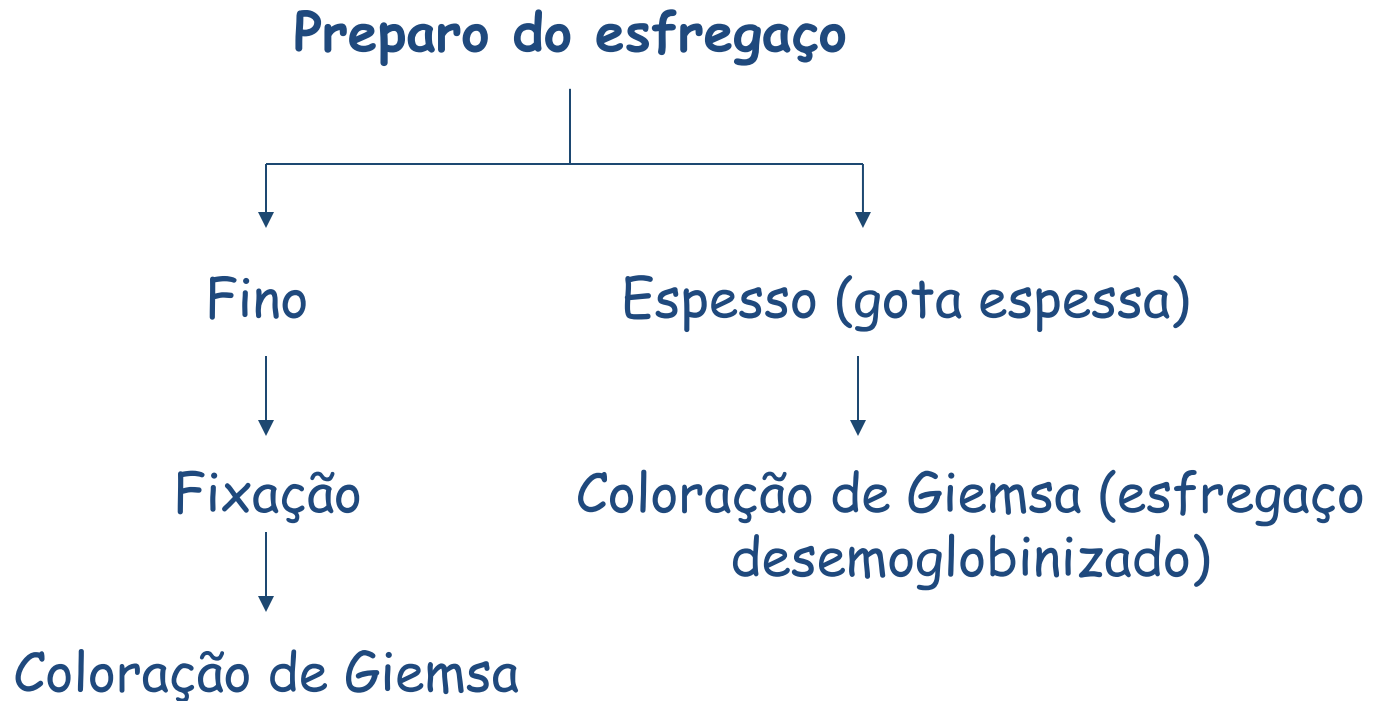 Preparo do esfregaço
Fino
Espesso (gota espessa)
Fixação
Coloração de Giemsa (esfregaço
desemoglobinizado)
Coloração de Giemsa